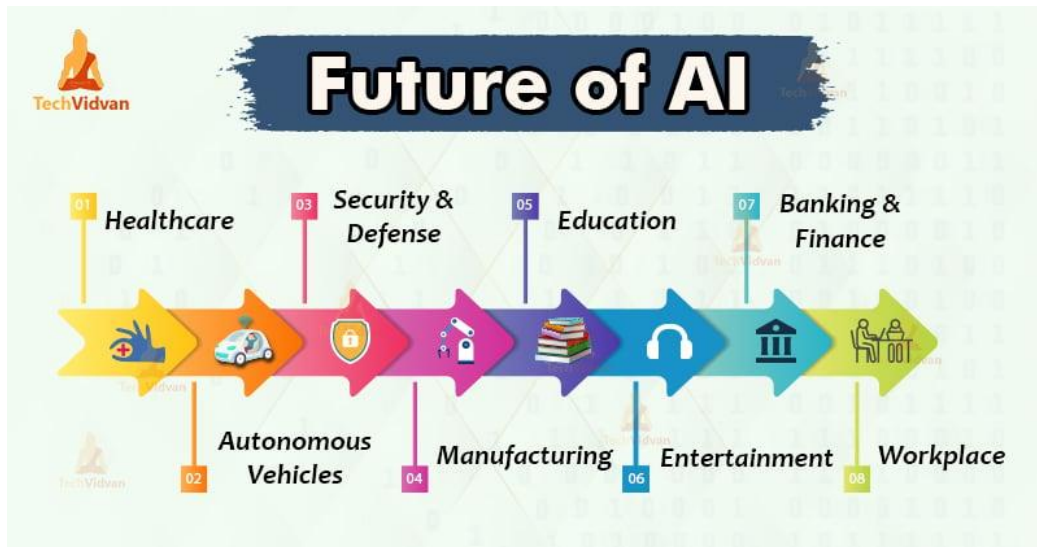 TechVidvan
Future of AI
01
Healthcare
03
Security &
Defense
05
Education
07
Banking &
Finance
02
Autonomous
Vehicles
04
Manufacturing
06
Entertainment
08
Workplace